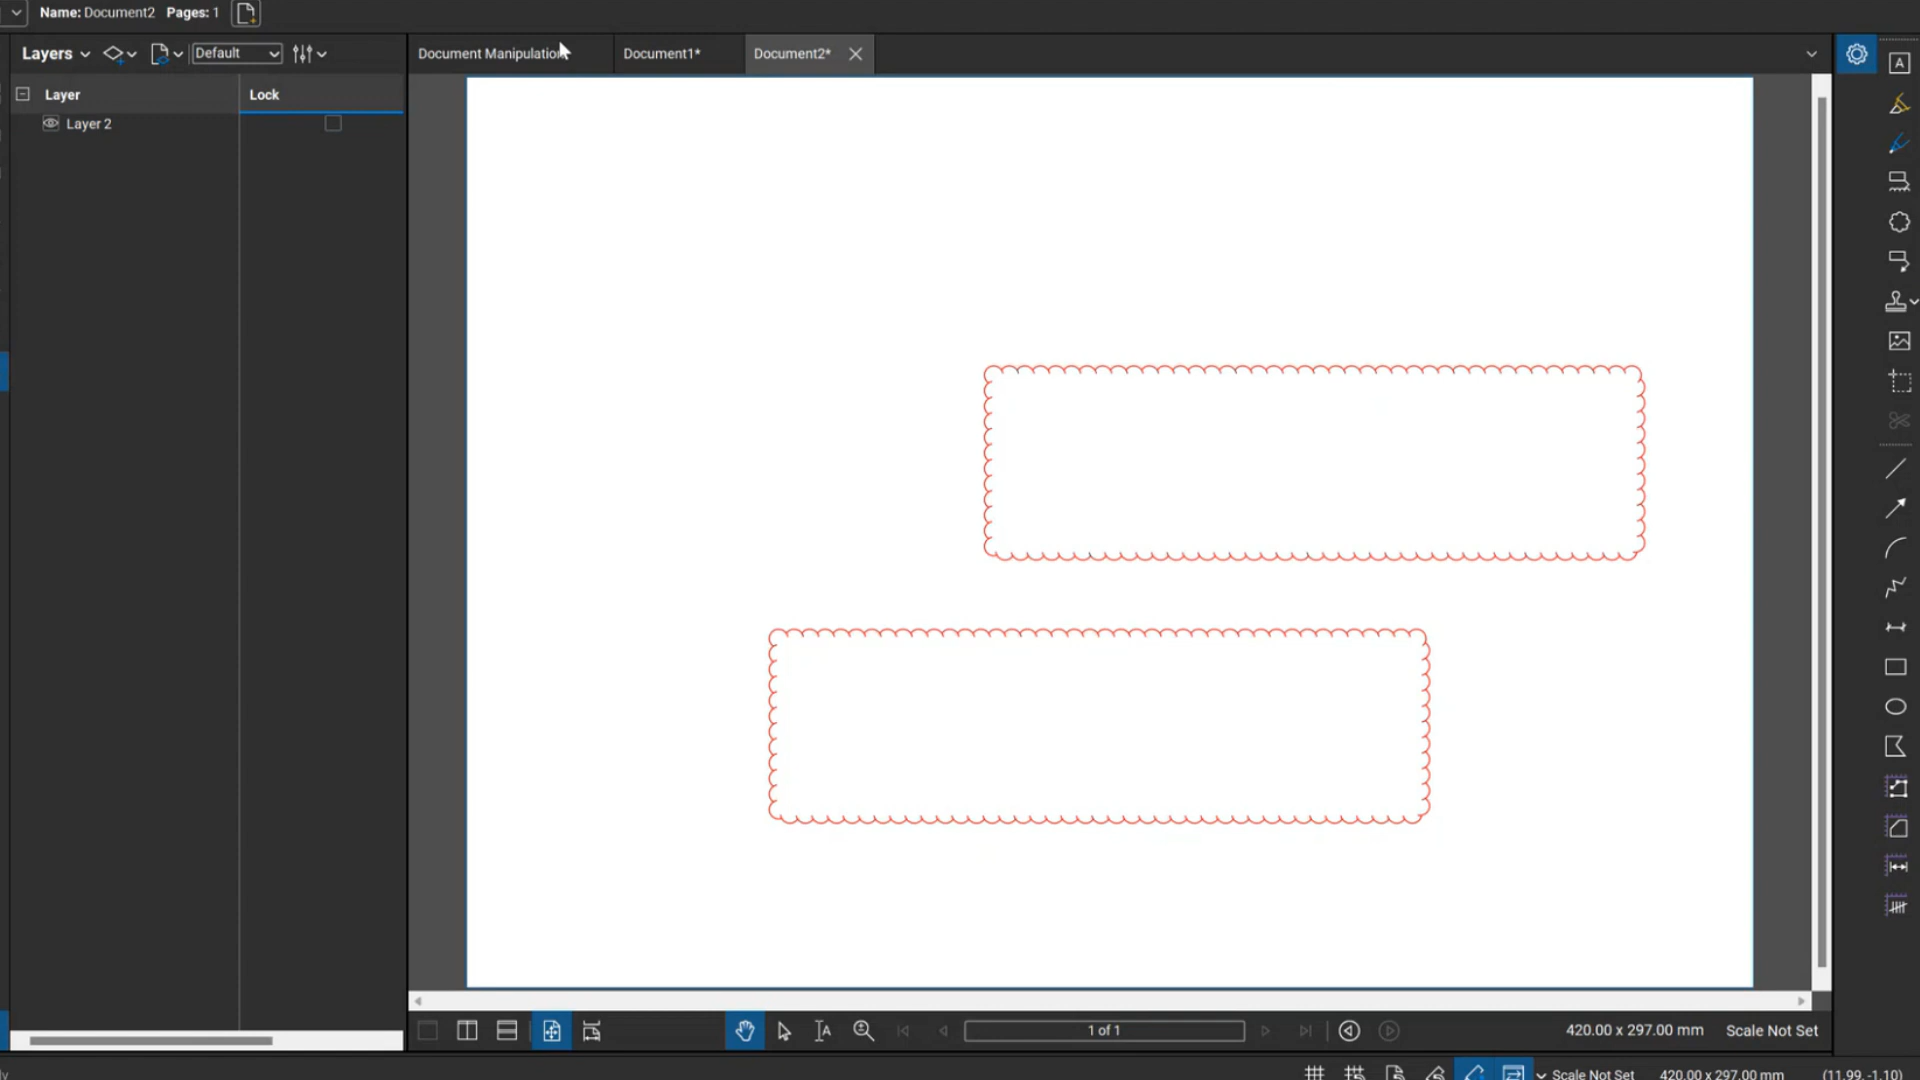 Name: Document2 Pages: 1
Layers Default
Document Manipulation Document1* Document2*
Layer Lock
Layer 2
A
1 of 1
420.00 x 297.00 mm Scale Not Set
Scale Not Set 420.00 x 297.00 mm (11.99, -1.10)